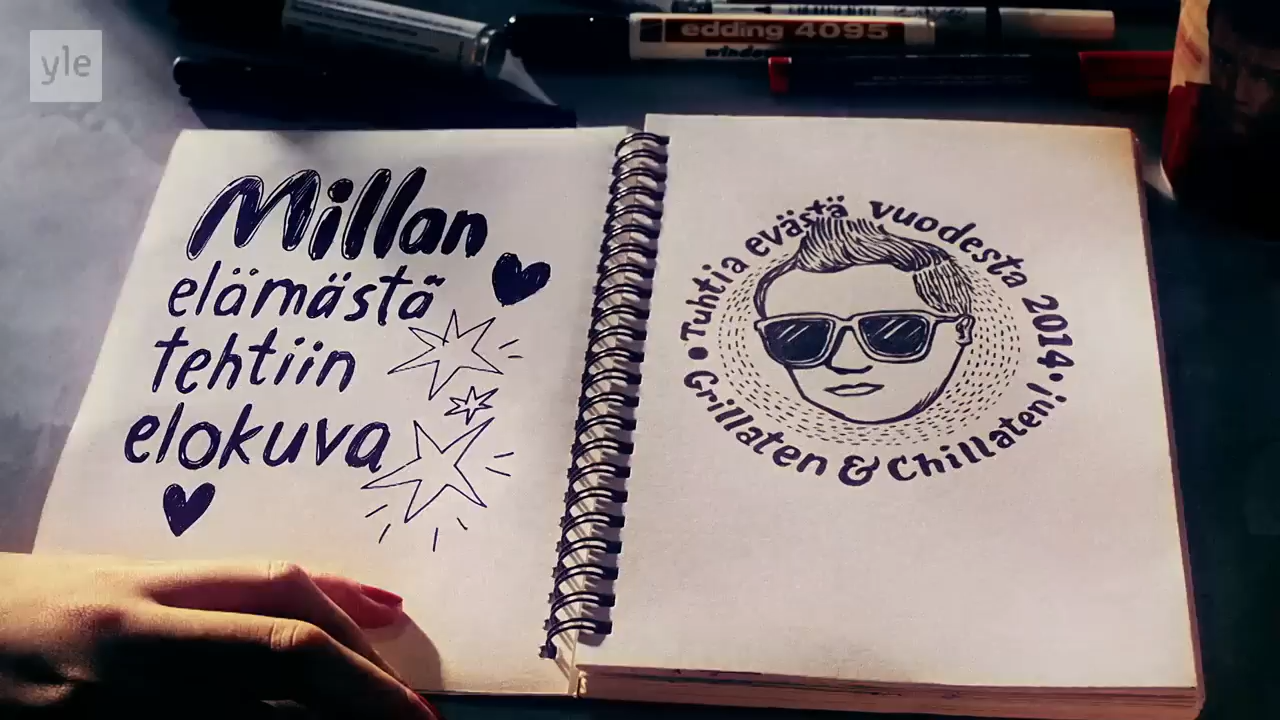 yle
edding 4095
Millan
elämästä
tehtiin
elokuva
• Tuhtia evästä vuodesta 2014 •
Grillaten & Chillaten!